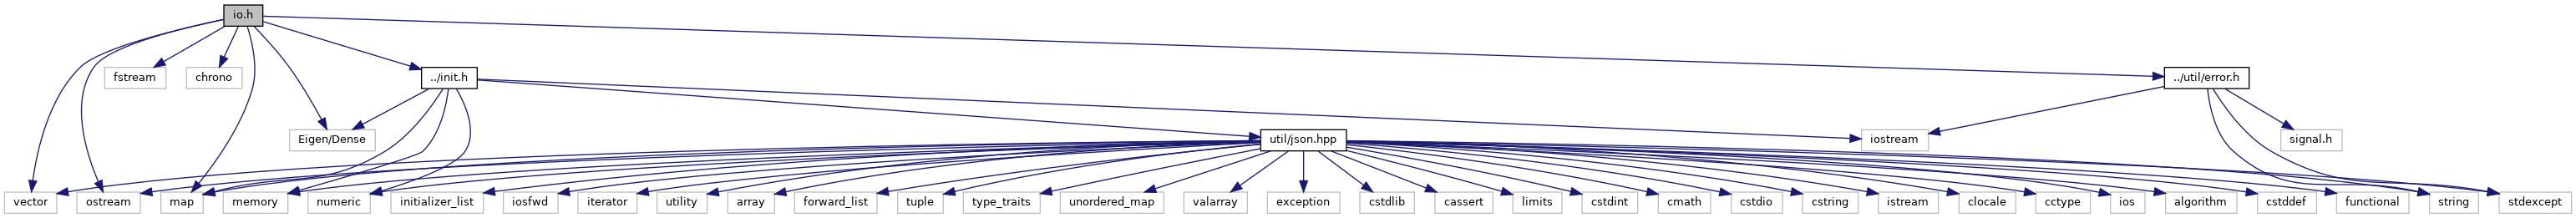 io.h
fstream
chrono
../init.h
../util/error.h
Eigen/Dense
util/json.hpp
iostream
signal.h
vector
ostream
map
memory
numeric
initializer_list
iosfwd
iterator
utility
array
forward_list
tuple
type_traits
unordered_map
valarray
exception
cstdlib
cassert
limits
cstdint
cmath
cstdio
cstring
istream
clocale
cctype
ios
algorithm
cstddef
functional
string
stdexcept